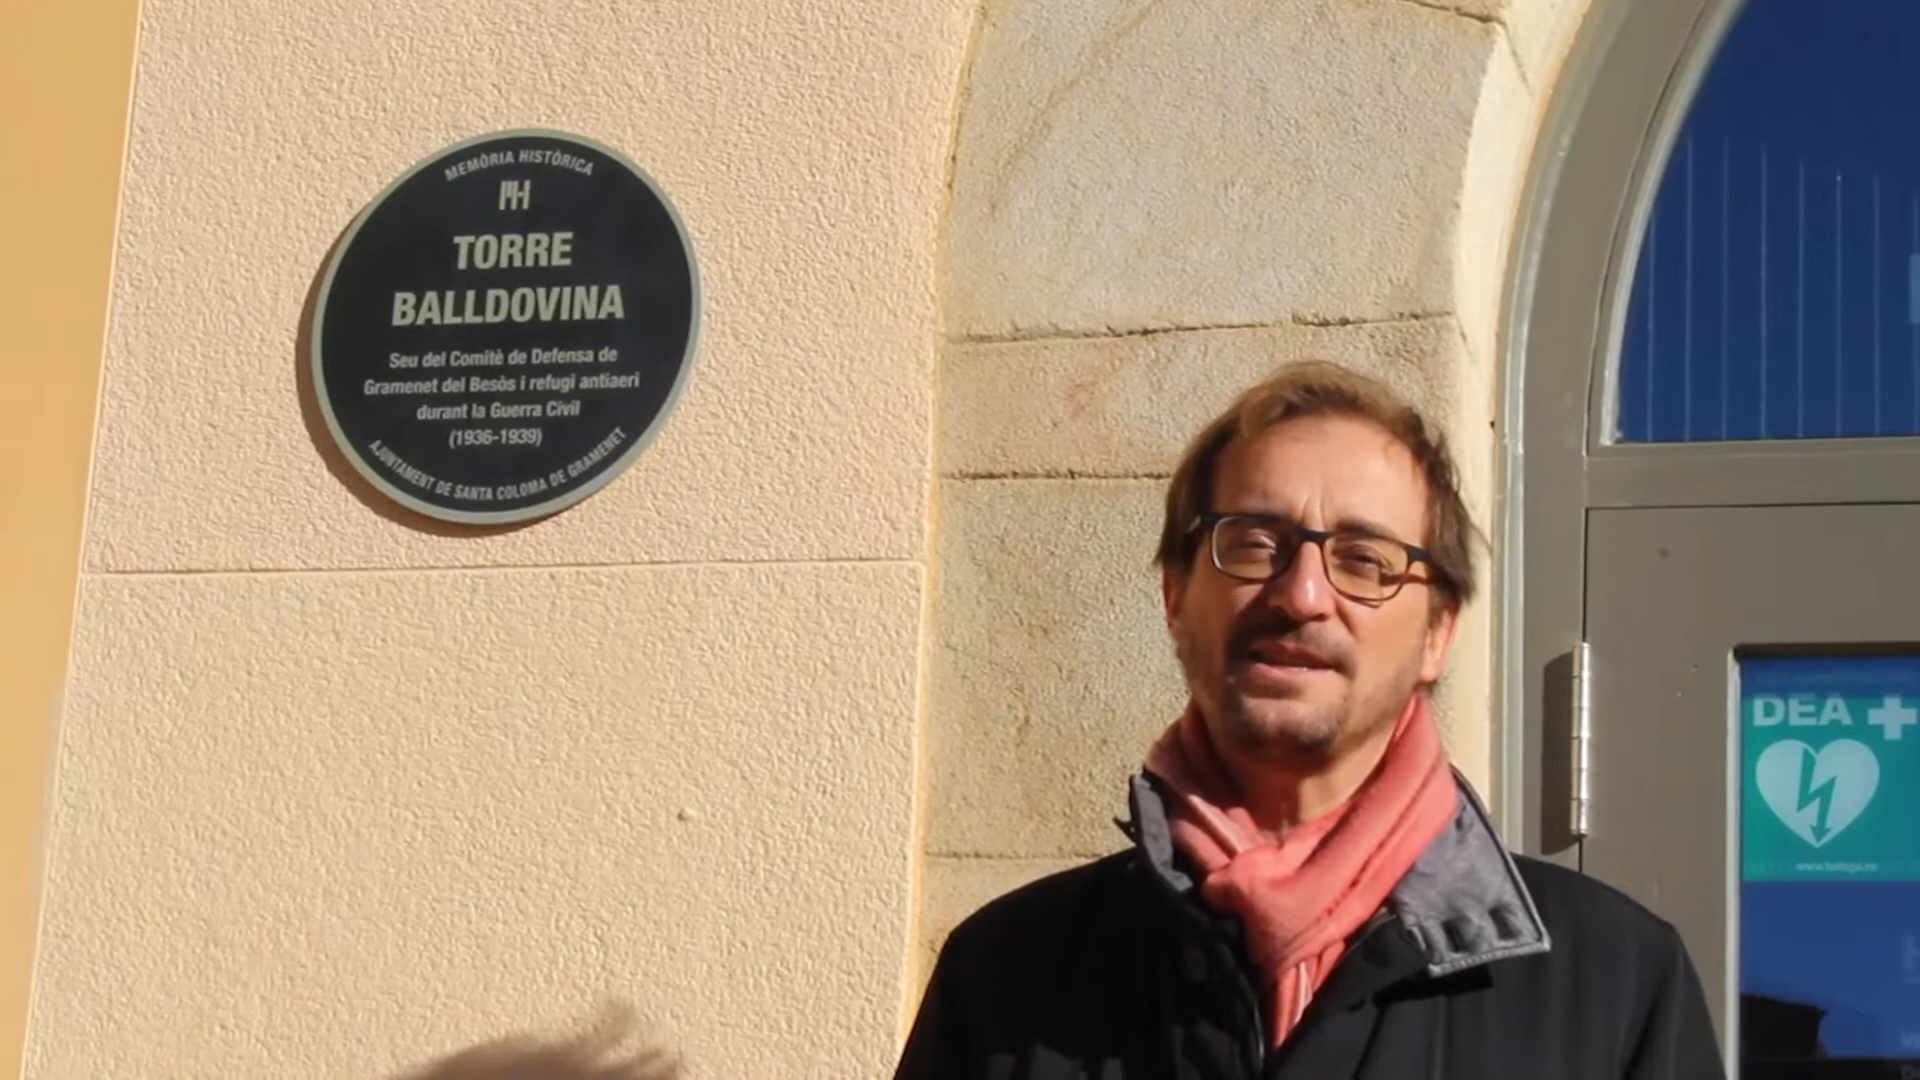 MEMÒRIA HISTÒRICA
MH
TORRE
BALLDOVINA
Seu del Comitè de Defensa de
Gramenet del Besòs i refugi antiaeri
durant la Guerra Civil
(1936-1939)
AJUNTAMENT DE SANTA COLOMA DE GRAMENET
DEA